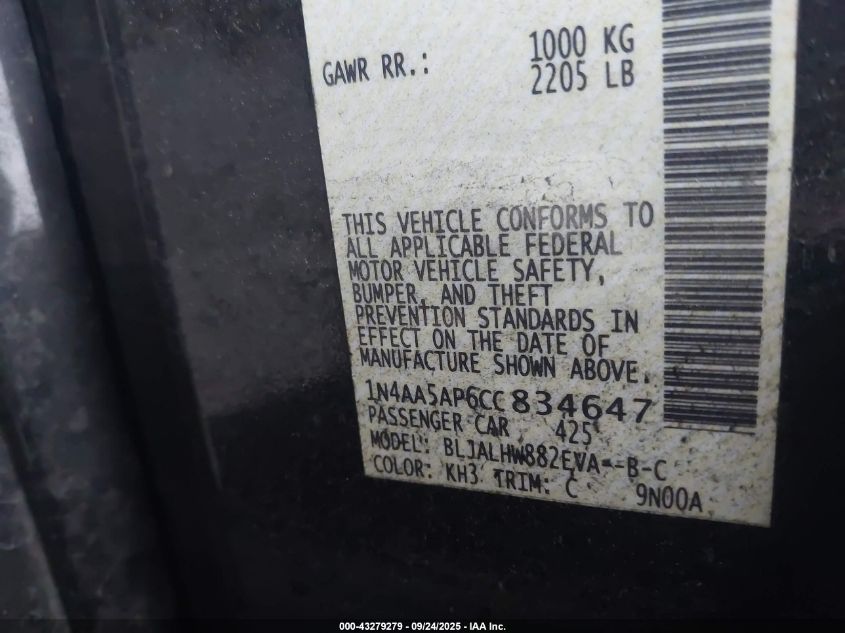 GAWR RR.: 1000 KG
2205 LB
THIS VEHICLE CONFORMS TO
ALL APPLICABLE FEDERAL
MOTOR VEHICLE SAFETY,
BUMPER, AND THEFT
PREVENTION STANDARDS IN
EFFECT ON THE DATE OF
MANUFACTURE SHOWN ABOVE.
1N4AA5AP6CC834647
PASSENGER CAR 425
MODEL: BLJALHW882EVA--B-C
COLOR: KH3 TRIM: C 9N00A
000-43279279 - 09/24/2025 - IAA Inc.